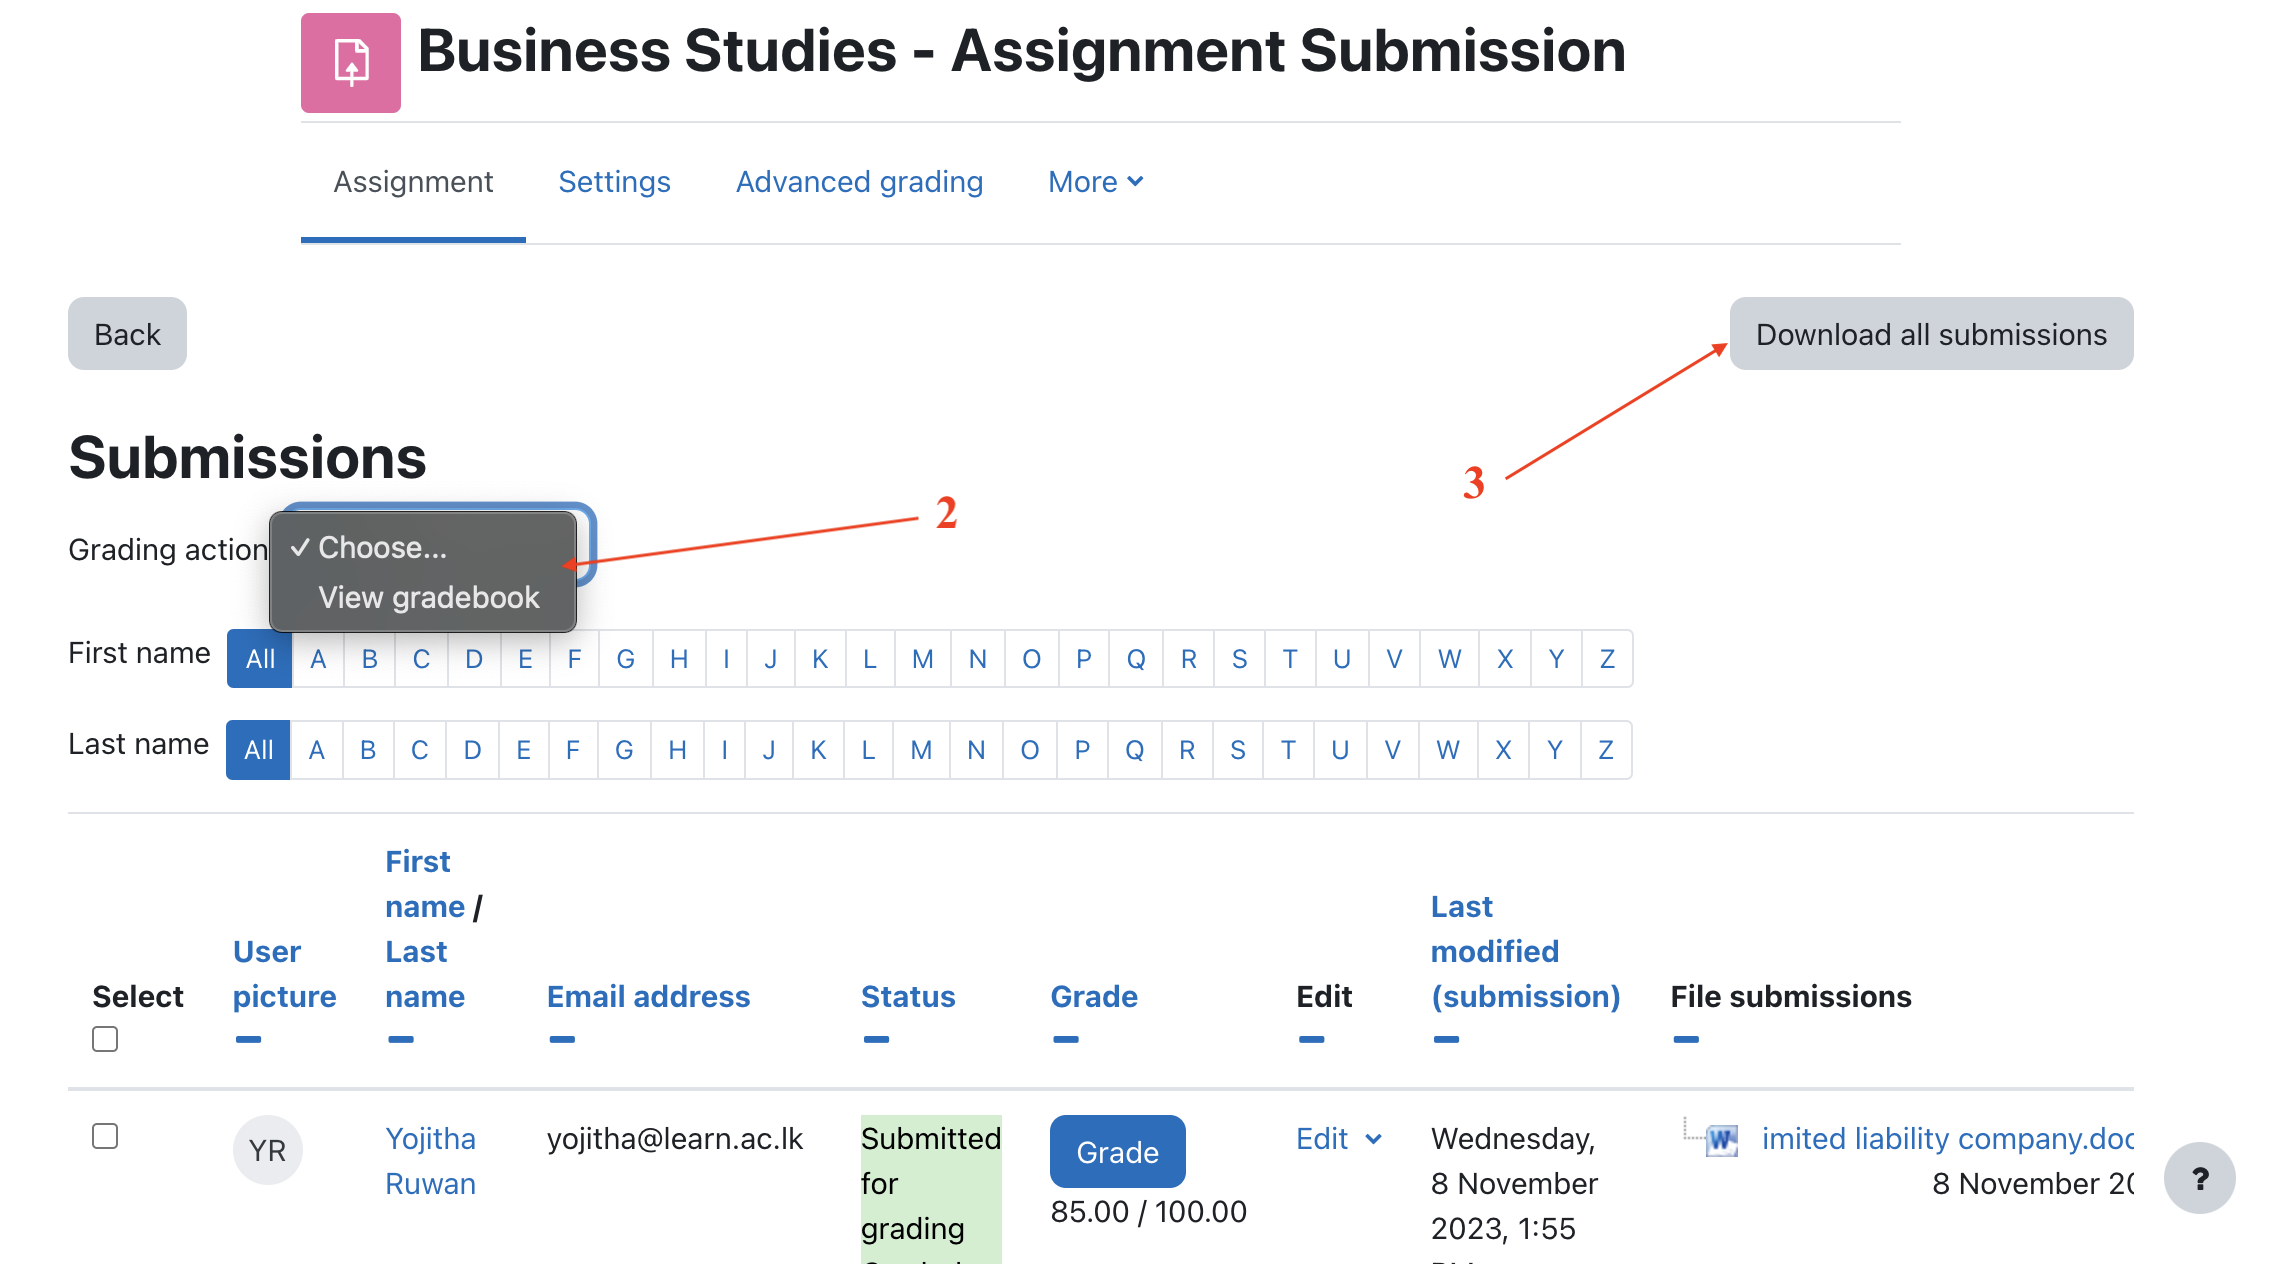 Business Studies - Assignment Submission
Assignment Settings Advanced grading More
Back Download all submissions
Submissions
3
2
Grading action ✓ Choose...
View gradebook
First name All A B C D E F G H I J K L M N O P Q R S T U V W X Y Z
Last name All A B C D E F G H I J K L M N O P Q R S T U V W X Y Z
Select
User picture
First name / Last name
Email address
Status
Grade
Edit
Last modified (submission)
File submissions
YR
Yojitha
Ruwan
yojitha@learn.ac.lk
Submitted
for
grading
Grade
85.00 / 100.00
Edit
Wednesday,
8 November
2023, 1:55
W imited liability company.doc
8 November 20
?